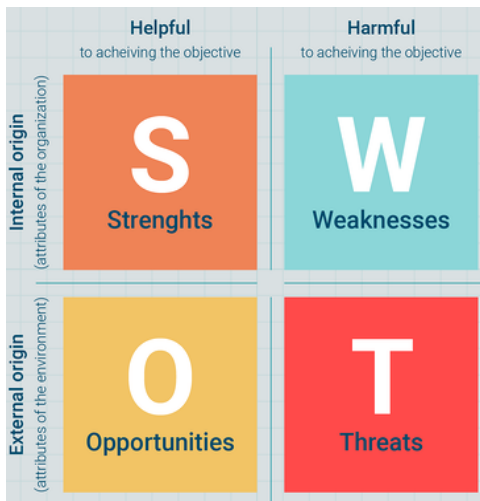 Helpful
to acheiving the objective
Harmful
to acheiving the objective
Internal origin
(attributes of the organization)
S
Strenghts
W
Weaknesses
External origin
(attributes of the environment)
O
Opportunities
T
Threats